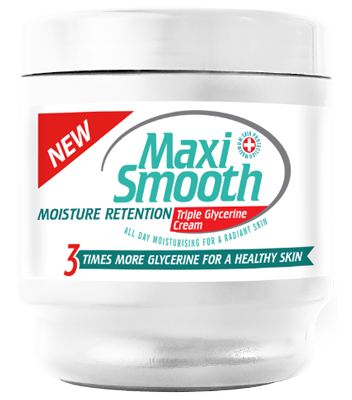 NEW
Maxi
Smooth
MOISTURE RETENTION Triple Glycerine
Cream
ALL DAY MOISTURISING FOR A RADIANT SKIN
3 TIMES MORE GLYCERINE FOR A HEALTHY SKIN